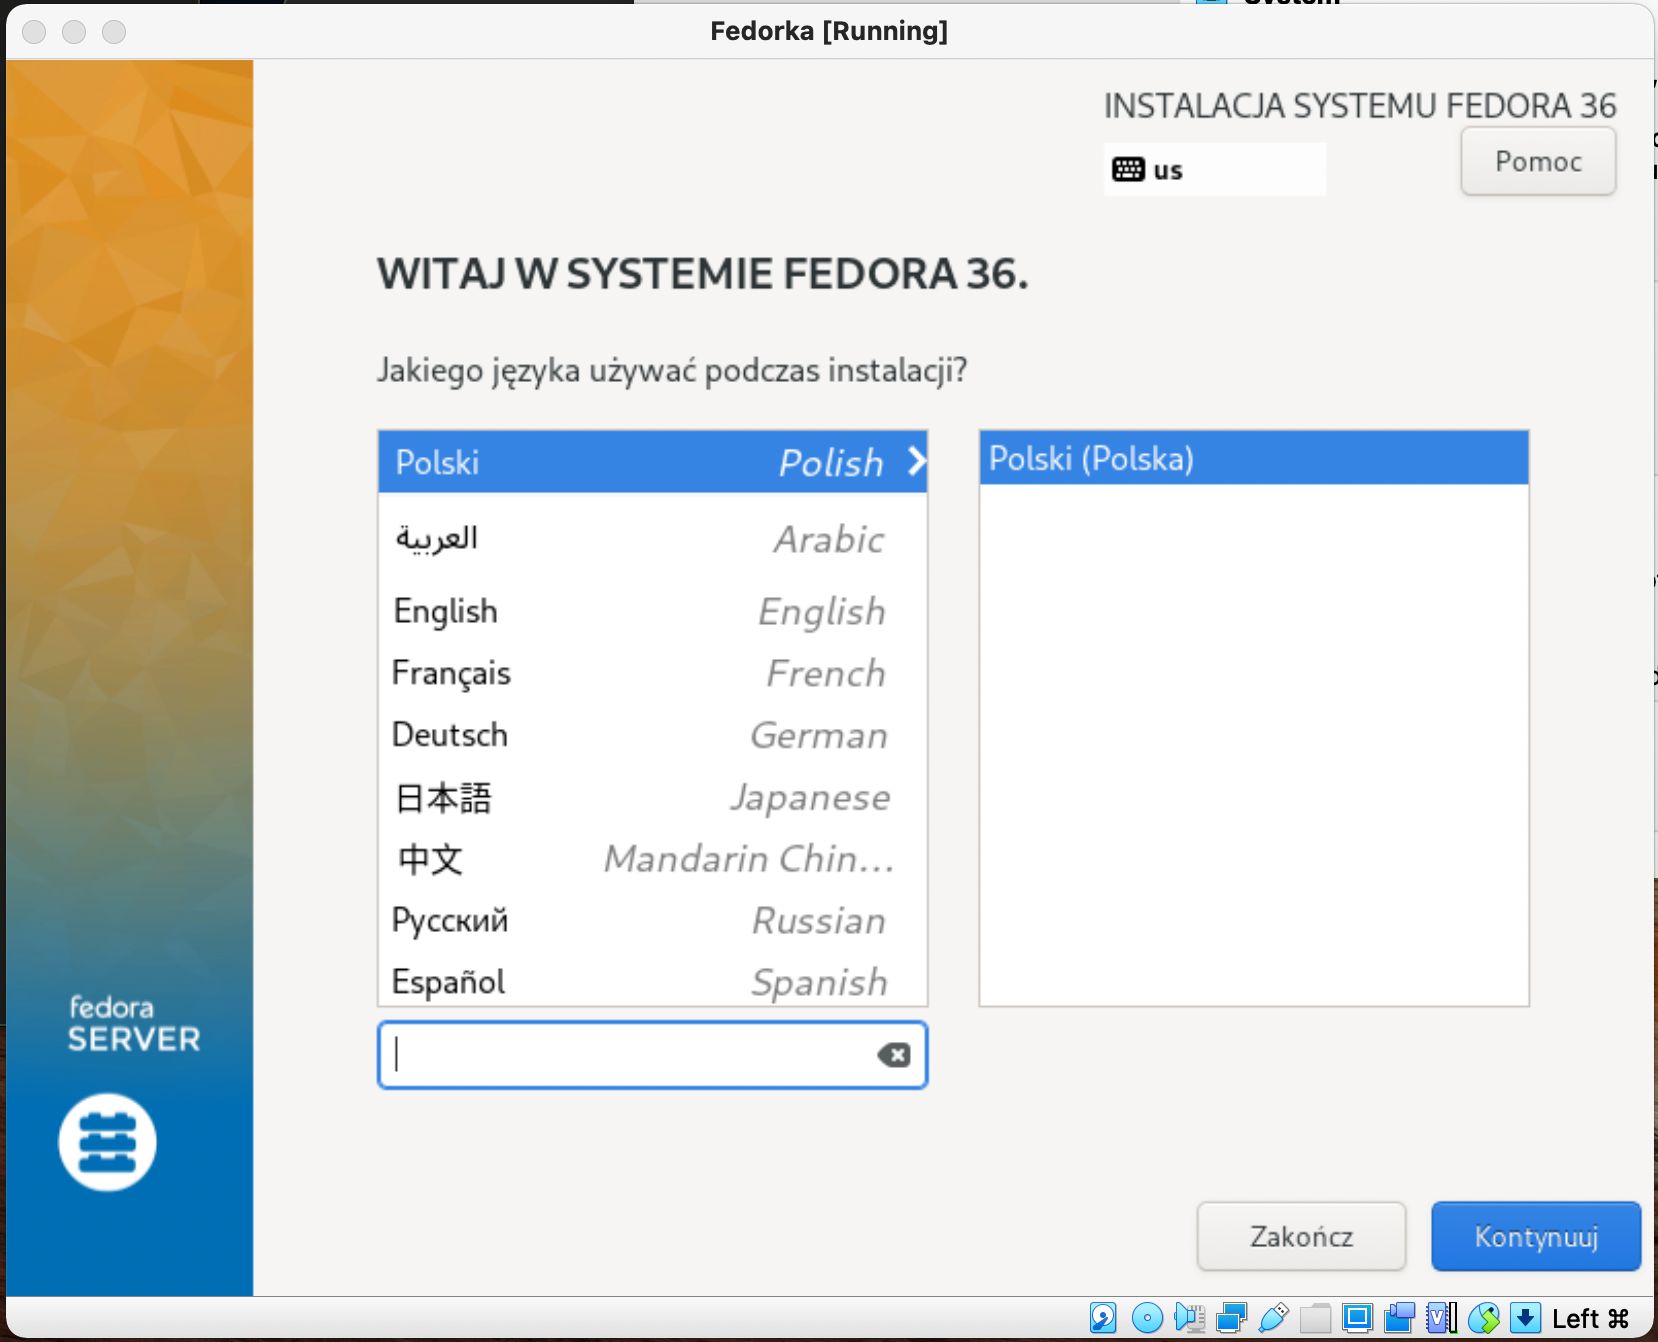 System
Fedorka [Running]
INSTALACJA SYSTEMU FEDORA 36
us
Pomoc
WITAJ W SYSTEMIE FEDORA 36.
Jakiego języka używać podczas instalacji?
Polski Polish
العربية Arabic
English English
Français French
Deutsch German
日本語 Japanese
中文 Mandarin Chin...
Русский Russian
Español Spanish
Polski (Polska)
fedora
SERVER
Zakończ Kontynuuj
Left ⌘